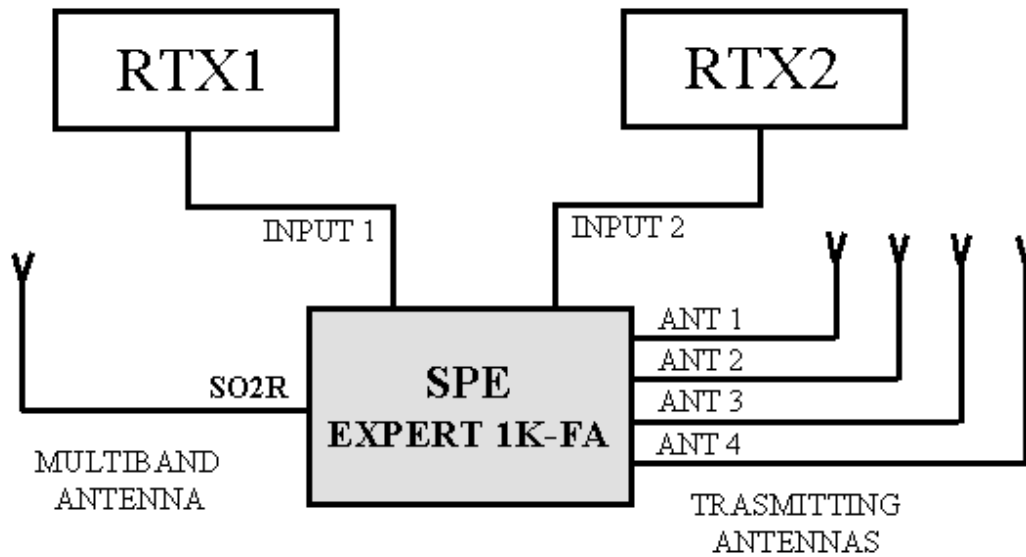 RTX1
RTX2
INPUT 1
INPUT 2
ANT 1
ANT 2
ANT 3
ANT 4
SO2R
SPE
EXPERT 1K-FA
MULTIBAND
ANTENNA
TRASMITTING
ANTENNAS